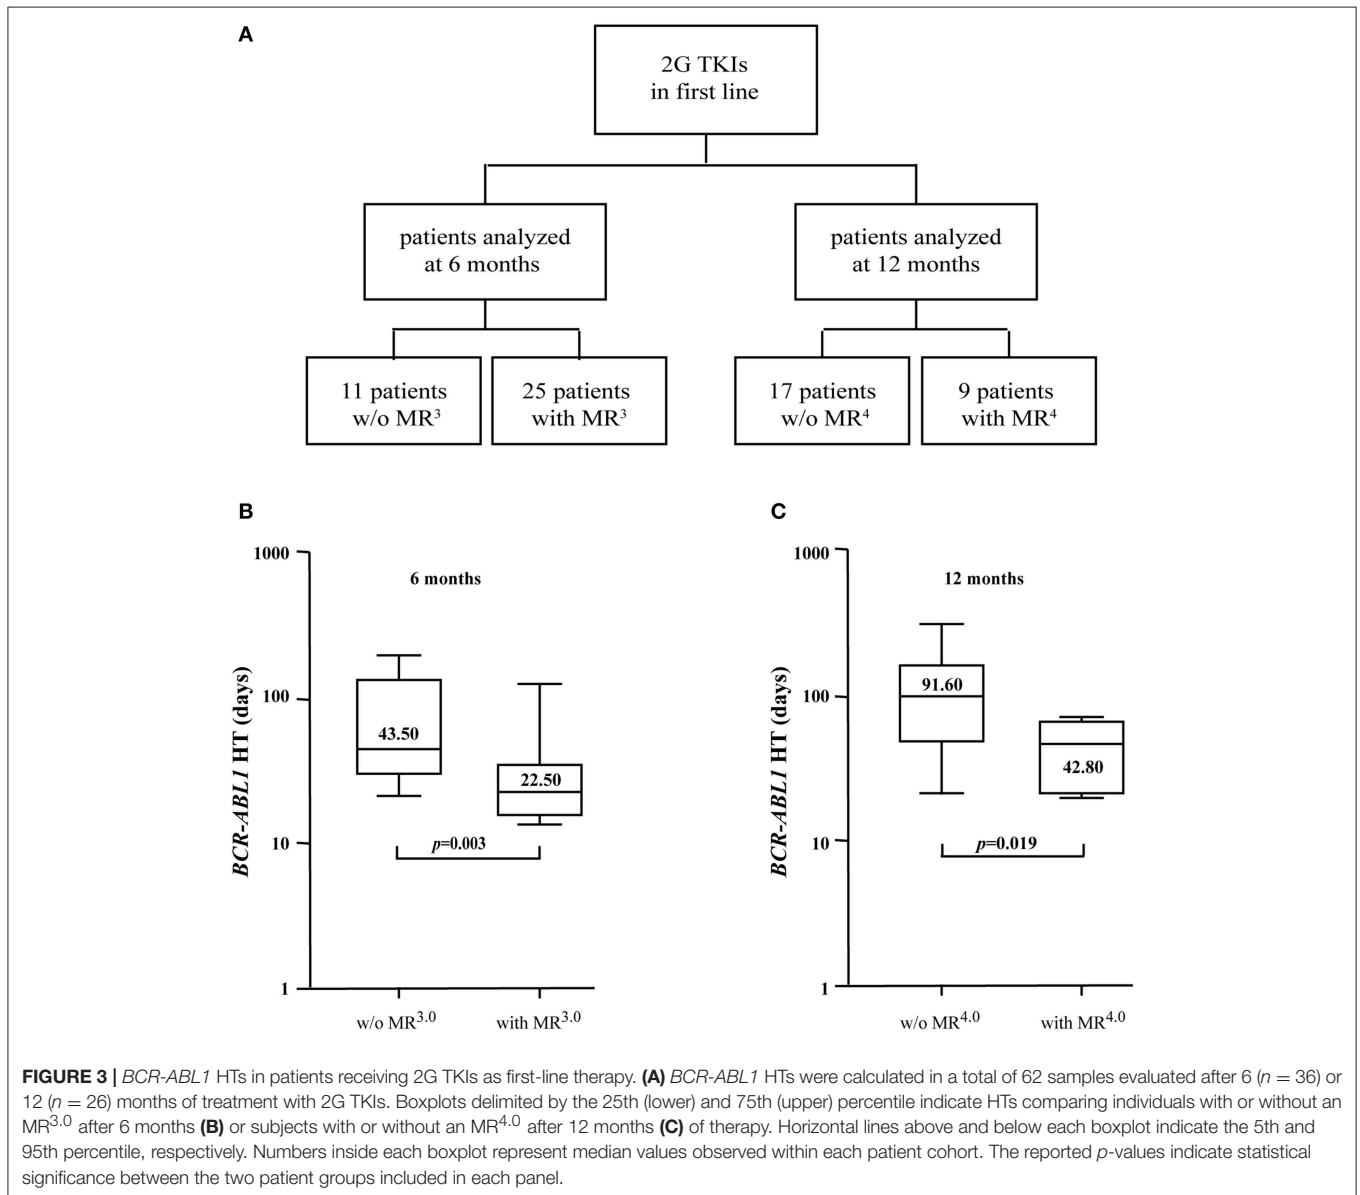 A
2G TKIs
in first line
patients analyzed
at 6 months
patients analyzed
at 12 months
11 patients
w/o MR³
25 patients
with MR³
17 patients
w/o MR⁴
9 patients
with MR⁴
B
BCR-ABL1 HT (days)
1000
100
10
1
6 months
43.50
22.50
p=0.003
w/o MR³·⁰
with MR³·⁰
C
BCR-ABL1 HT (days)
1000
100
10
1
12 months
91.60
42.80
p=0.019
w/o MR⁴·⁰
with MR⁴·⁰
FIGURE 3 | BCR-ABL1 HTs in patients receiving 2G TKIs as first-line therapy. (A) BCR-ABL1 HTs were calculated in a total of 62 samples evaluated after 6 (n = 36) or
12 (n = 26) months of treatment with 2G TKIs. Boxplots delimited by the 25th (lower) and 75th (upper) percentile indicate HTs comparing individuals with or without an
MR³·⁰ after 6 months (B) or subjects with or without an MR⁴·⁰ after 12 months (C) of therapy. Horizontal lines above and below each boxplot indicate the 5th and
95th percentile, respectively. Numbers inside each boxplot represent median values observed within each patient cohort. The reported p-values indicate statistical
significance between the two patient groups included in each panel.